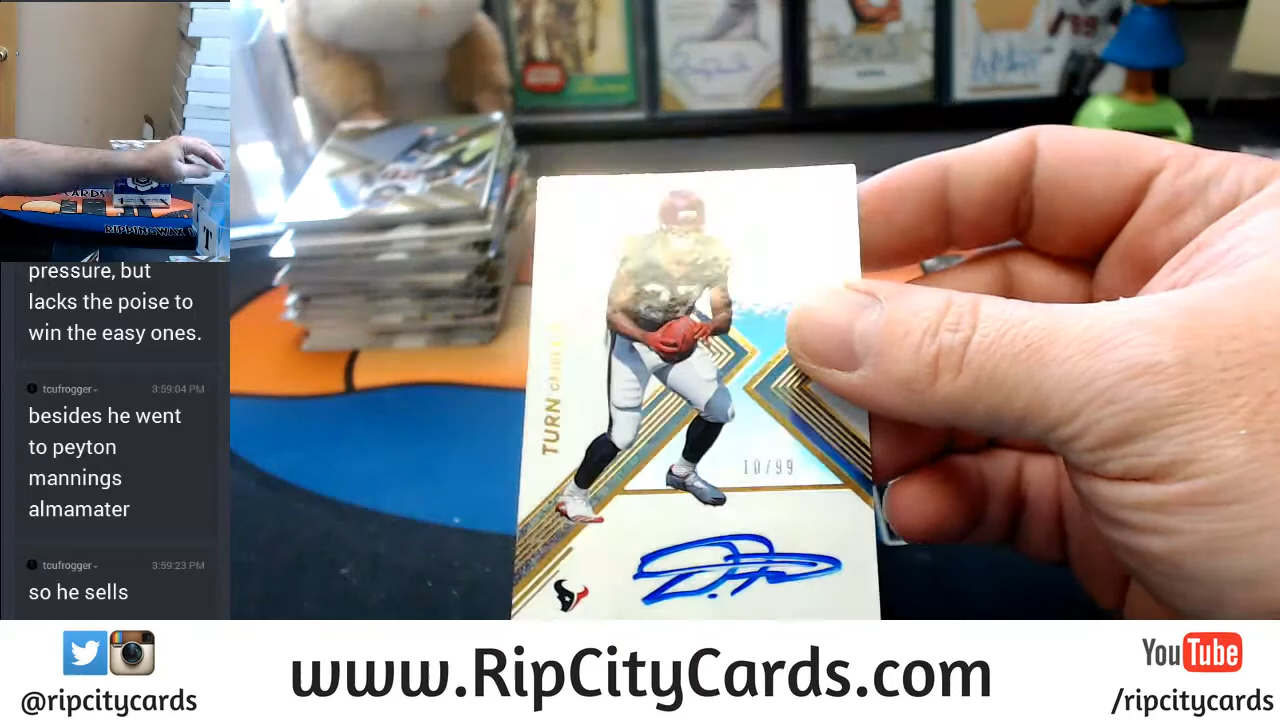 CARDS
RIPPINGWAX
T
pressure, but
lacks the poise to
win the easy ones.
tcufrogger- 3:59:04 PM
besides he went
to peyton
mannings
almamater
tcufrogger- 3:59:23 PM
so he sells
TURN of
10/99
www.RipCityCards.com
@ripcitycards
YouTube
/ripcitycards